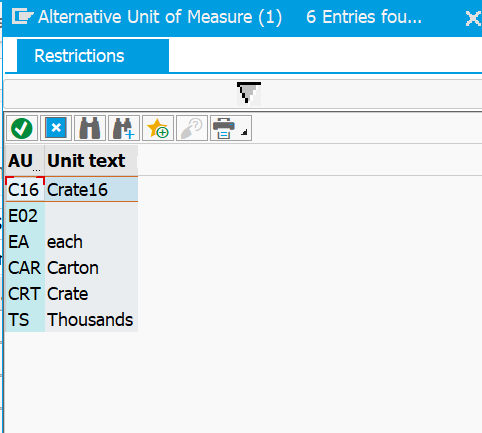 Alternative Unit of Measure (1) 6 Entries fou...
Restrictions
AU... Unit text
C16 Crate16
E02
EA each
CAR Carton
CRT Crate
TS Thousands